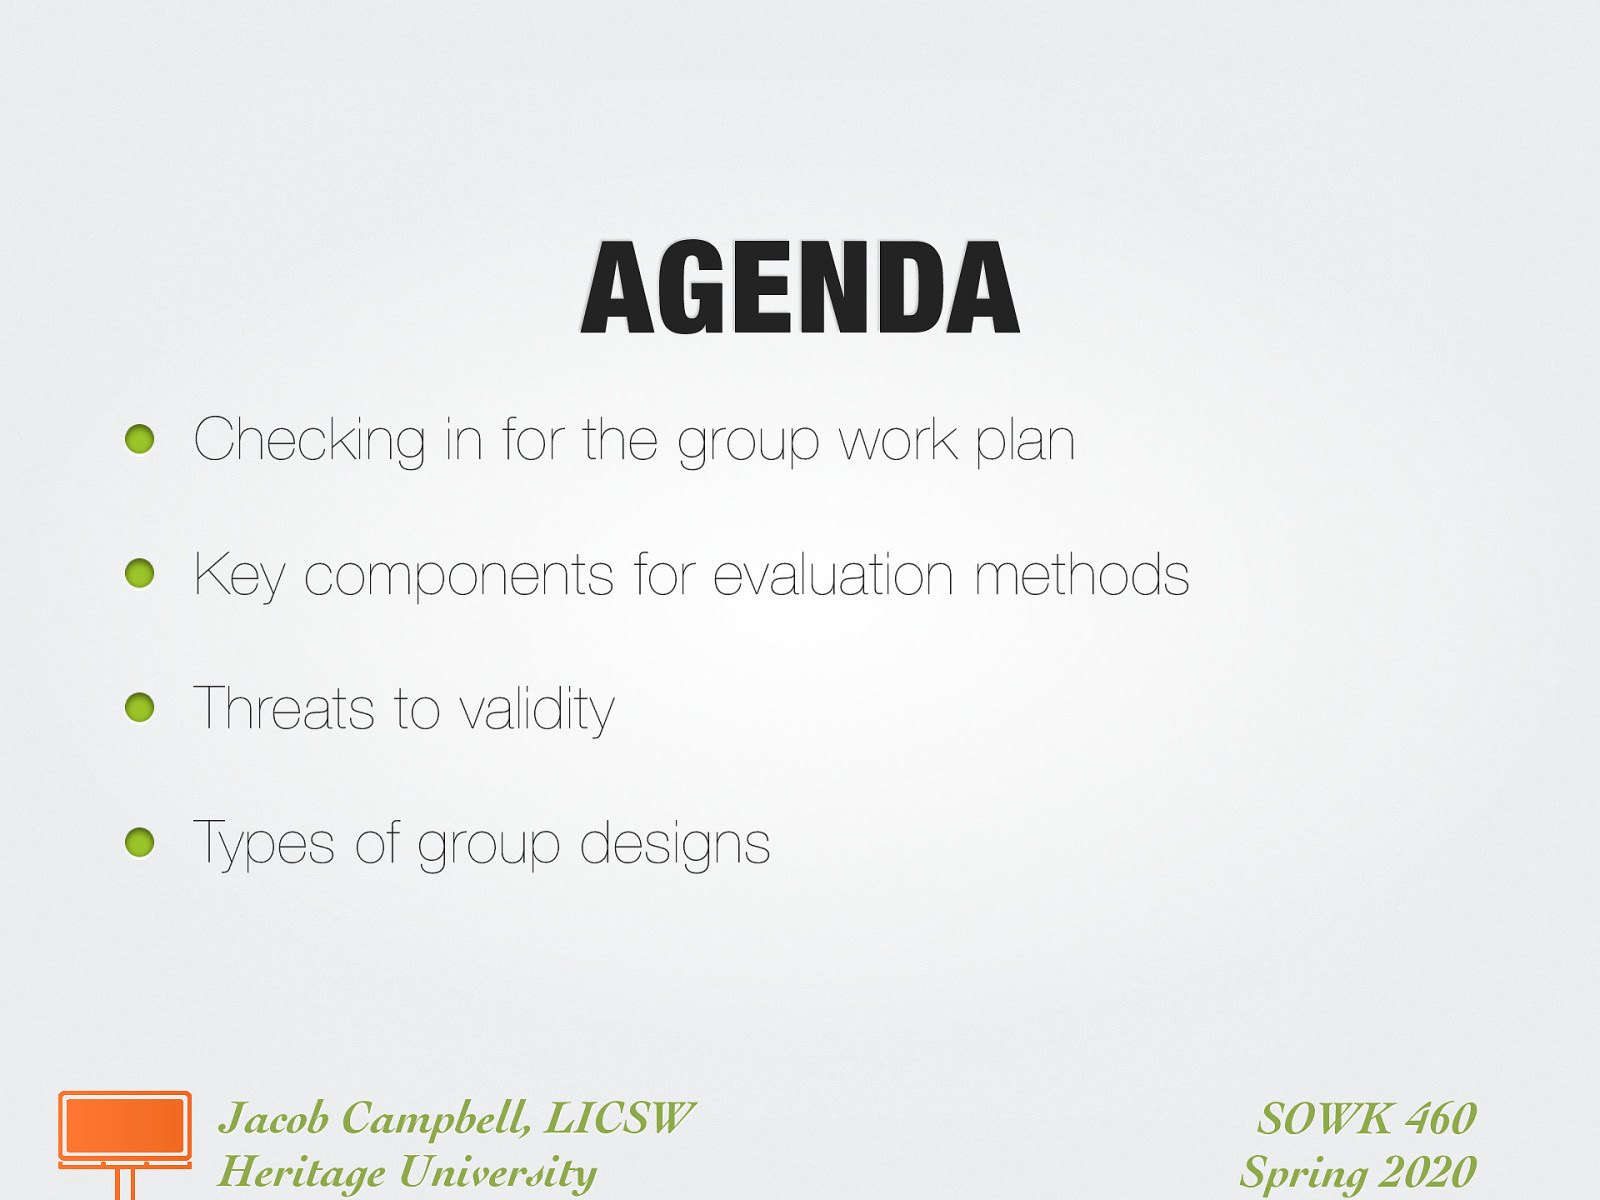 AGENDA
Checking in for the group work plan
Key components for evaluation methods
Threats to validity
Types of group designs
Jacob Campbell, LICSW
Heritage University
SOWK 460
Spring 2020